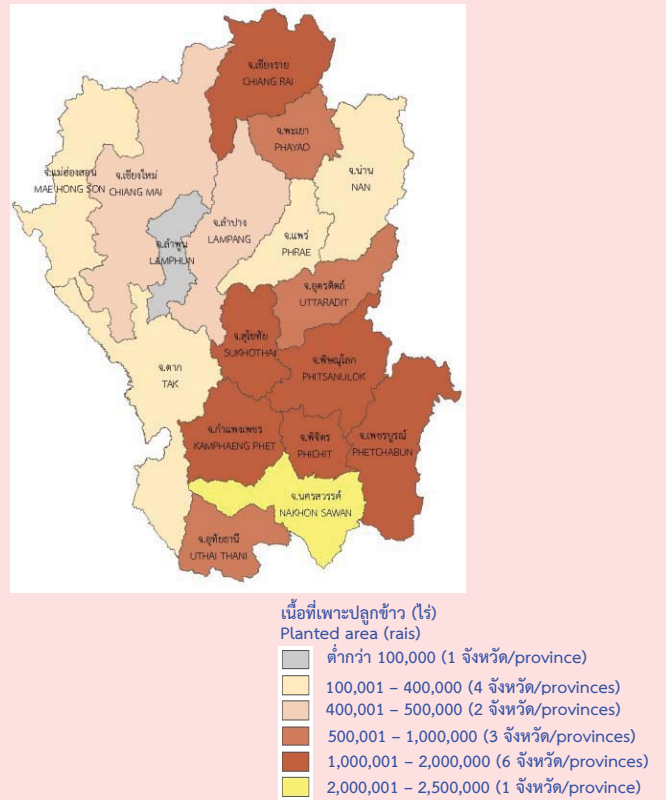 จ.เชียงราย
CHIANG RAI
จ.พะเยา
PHAYAO
จ.น่าน
NAN
จ.แม่ฮ่องสอน
MAE HONG SON
จ.เชียงใหม่
CHIANG MAI
จ.ลำปาง
LAMPANG
จ.แพร่
PHRAE
จ.ลำพูน
LAMPHUN
จ.อุตรดิตถ์
UTTARADIT
จ.สุโขทัย
SUKHOTHAI
จ.พิษณุโลก
PHITSANULOK
จ.ตาก
TAK
จ.กำแพงเพชร
KAMPHAENG PHET
จ.พิจิตร
PHICHIT
จ.เพชรบูรณ์
PHETCHABUN
จ.นครสวรรค์
NAKHON SAWAN
จ.อุทัยธานี
UTHAI THANI
เนื้อที่เพาะปลูกข้าว (ไร่)
Planted area (rais)
ต่ำกว่า 100,000 (1 จังหวัด/province)
100,001 – 400,000 (4 จังหวัด/provinces)
400,001 – 500,000 (2 จังหวัด/provinces)
500,001 – 1,000,000 (3 จังหวัด/provinces)
1,000,001 – 2,000,000 (6 จังหวัด/provinces)
2,000,001 – 2,500,000 (1 จังหวัด/province)